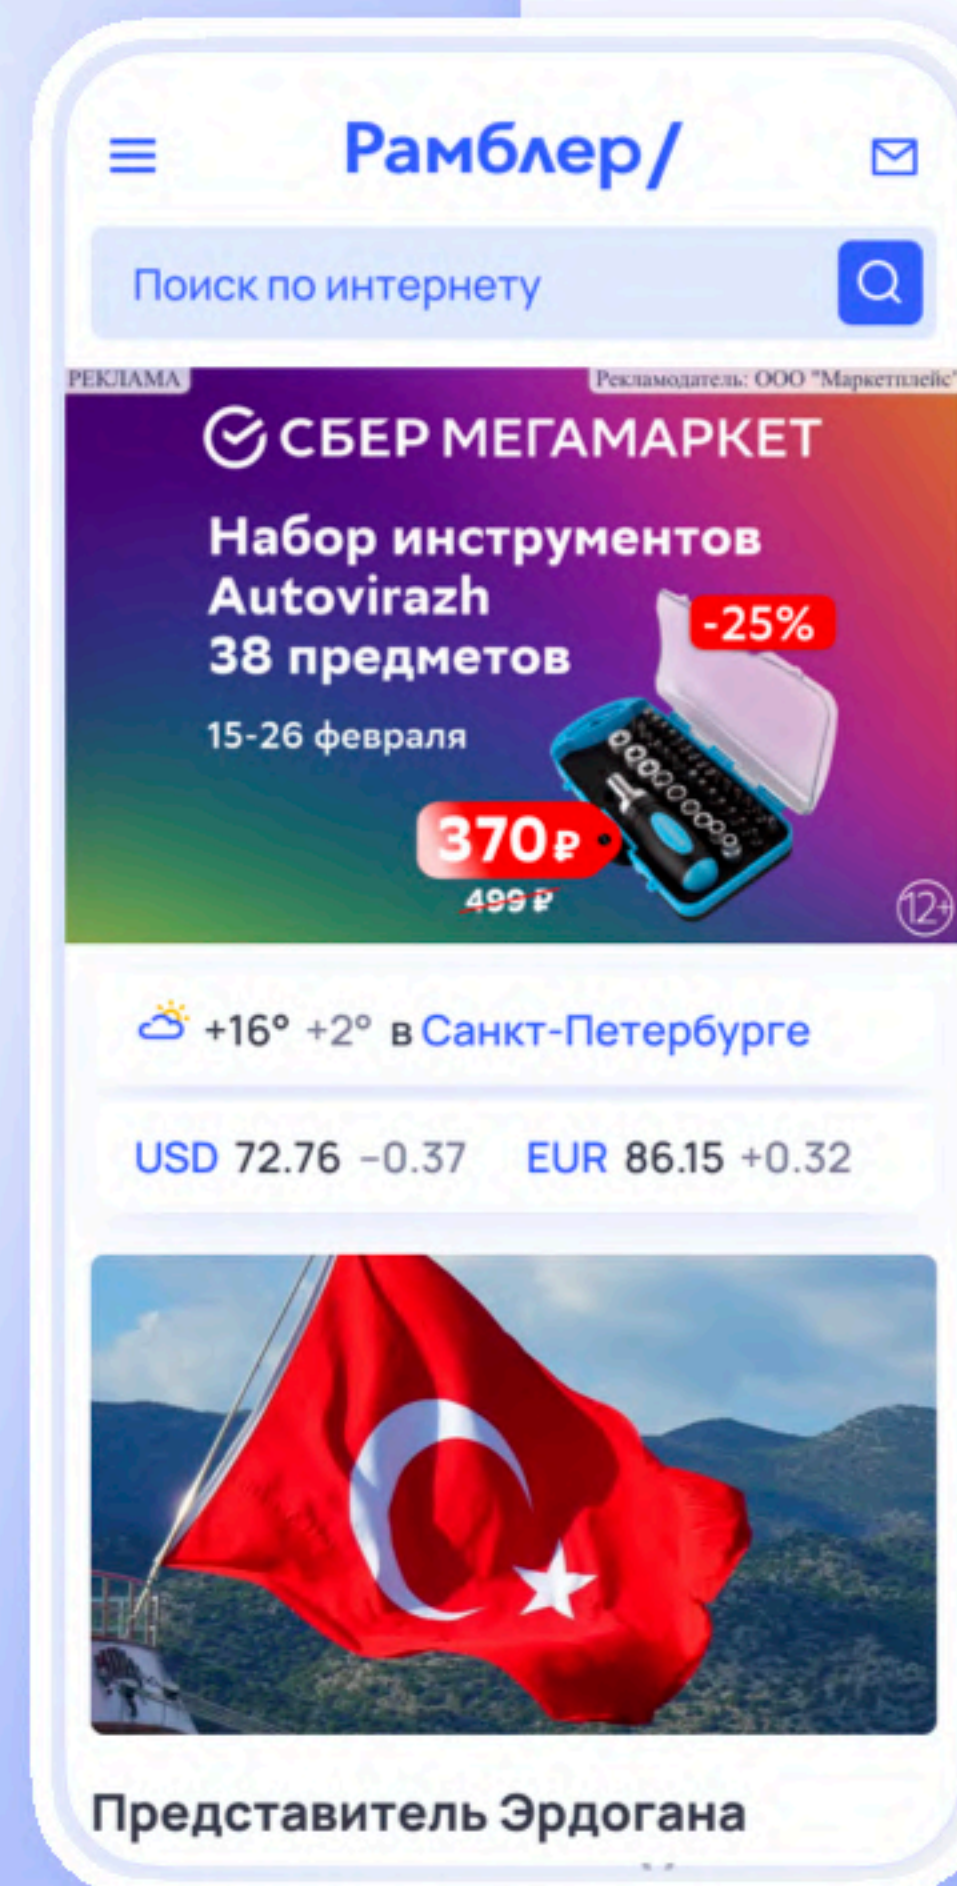 Рамблер/
Поиск по интернету
РЕКЛАМА
Рекламодатель: ООО "Маркетплейс"
СБЕР МЕГАМАРКЕТ
Набор инструментов
Autovirazh
38 предметов
-25%
15-26 февраля
370 ₽
499 ₽
12+
+16° +2° в Санкт-Петербурге
USD 72.76 −0.37 EUR 86.15 +0.32
Представитель Эрдогана